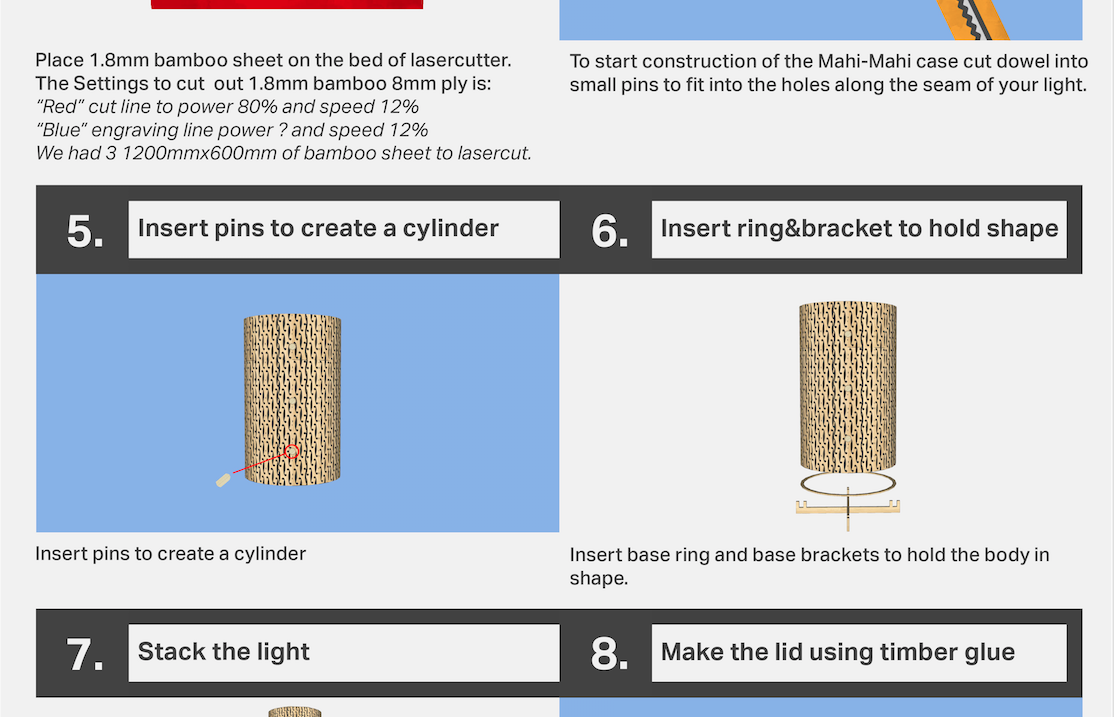 Place 1.8mm bamboo sheet on the bed of lasercutter.
The Settings to cut  out 1.8mm bamboo 8mm ply is:
“Red” cut line to power 80% and speed 12%
“Blue” engraving line power ? and speed 12%
We had 3 1200mmx600mm of bamboo sheet to lasercut.
To start construction of the Mahi-Mahi case cut dowel into
small pins to fit into the holes along the seam of your light.
5.
Insert pins to create a cylinder
6.
Insert ring&bracket to hold shape
Insert pins to create a cylinder
Insert base ring and base brackets to hold the body in
shape.
7.
Stack the light
8.
Make the lid using timber glue